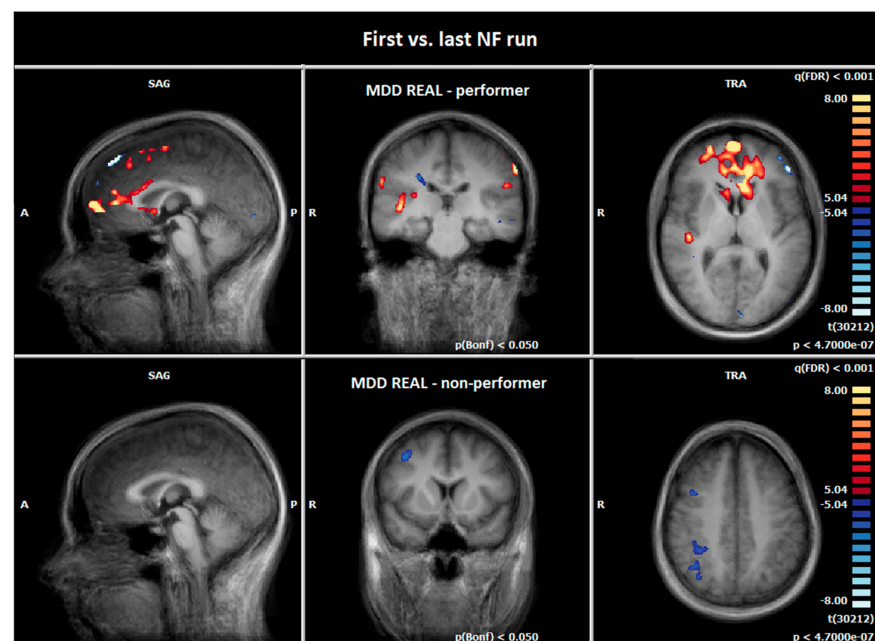 First vs. last NF run
SAG
MDD REAL - performer
TRA
q(FDR) < 0.001
8.00
A
P
R
R
5.04
-5.04
-8.00
t(30212)
p(Bonf) < 0.050
p < 4.7000e-07
SAG
MDD REAL - non-performer
TRA
q(FDR) < 0.001
8.00
A
P
R
R
5.04
-5.04
-8.00
t(30212)
p(Bonf) < 0.050
p < 4.7000e-07